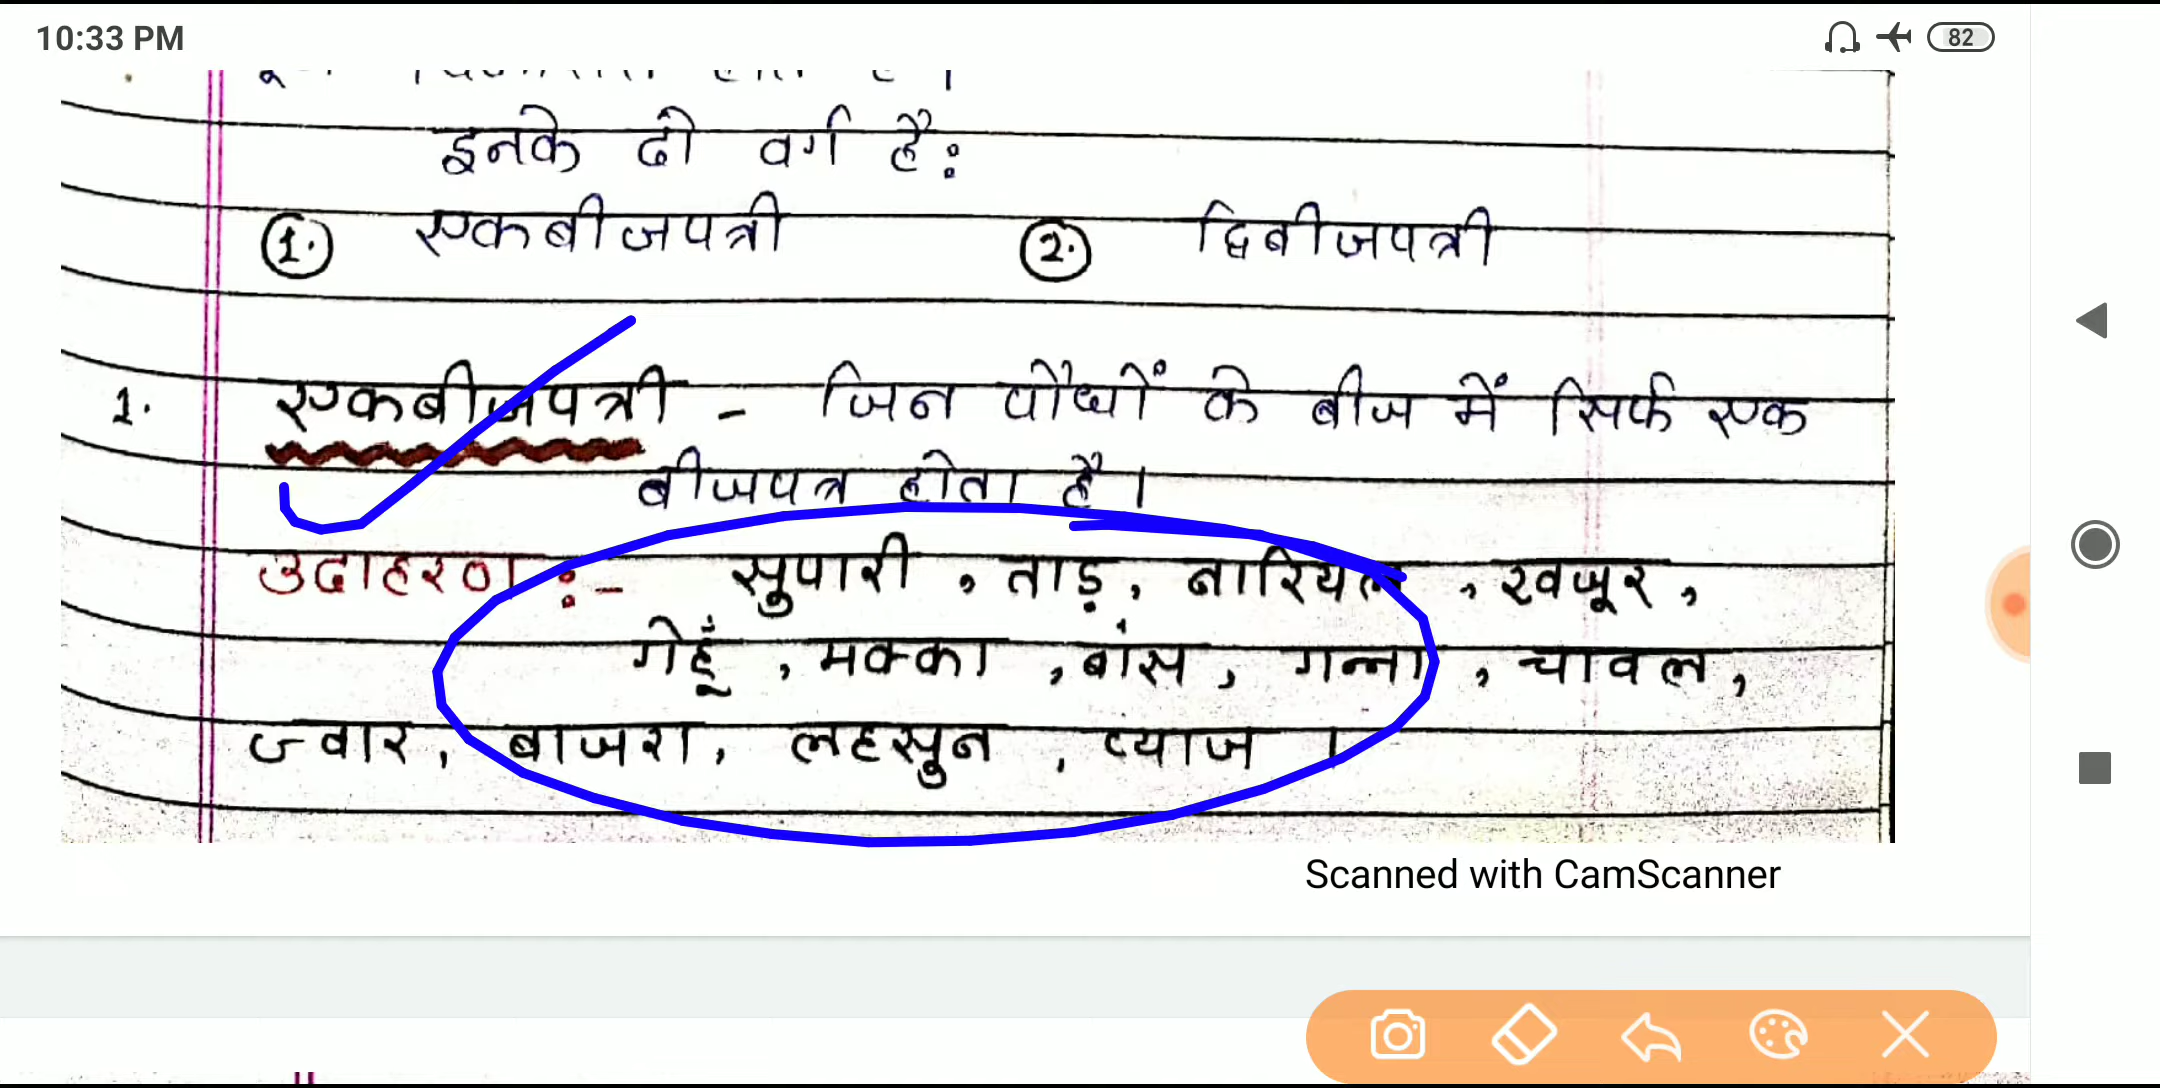 10:33 PM
82
इनके दो वर्ग हैं:
1. एकबीजपत्री 2. द्विबीजपत्री
1. एकबीजपत्री - जिन पौधों के बीज में सिर्फ एक
बीजपत्र होता है।
उदाहरण :- सुपारी, ताड़, नारियल, खजूर,
गेहूँ, मक्का, बांस, गन्ना, चावल,
ज्वार, बाजरा, लहसुन, प्याज।
Scanned with CamScanner